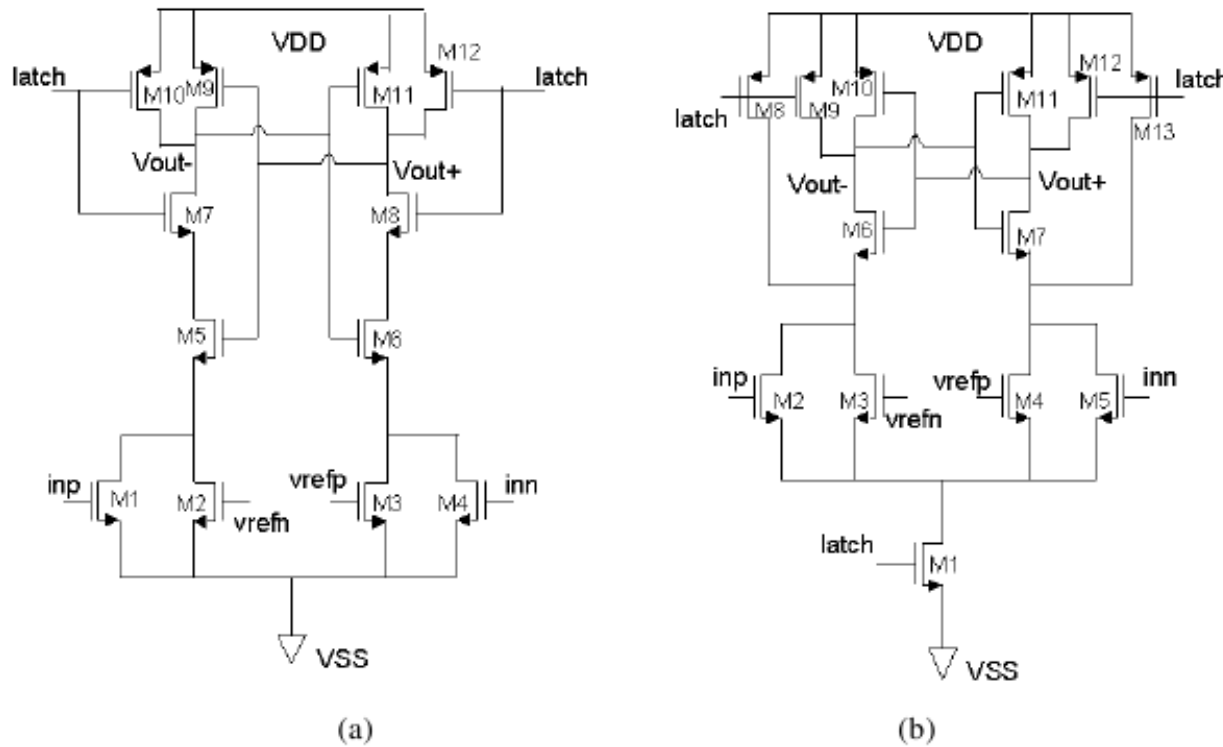 VDD
M12
latch
latch
M10
M9
M11
Vout-
Vout+
M7
M8
M5
M6
inp
M1
M2
vrefn
vrefp
M3
M4
inn
VSS
(a)
VDD
M12
latch
latch
M8
M9
M10
M11
M13
Vout-
Vout+
M6
M7
inp
M2
M3
vrefn
vrefp
M4
M5
inn
latch
M1
VSS
(b)